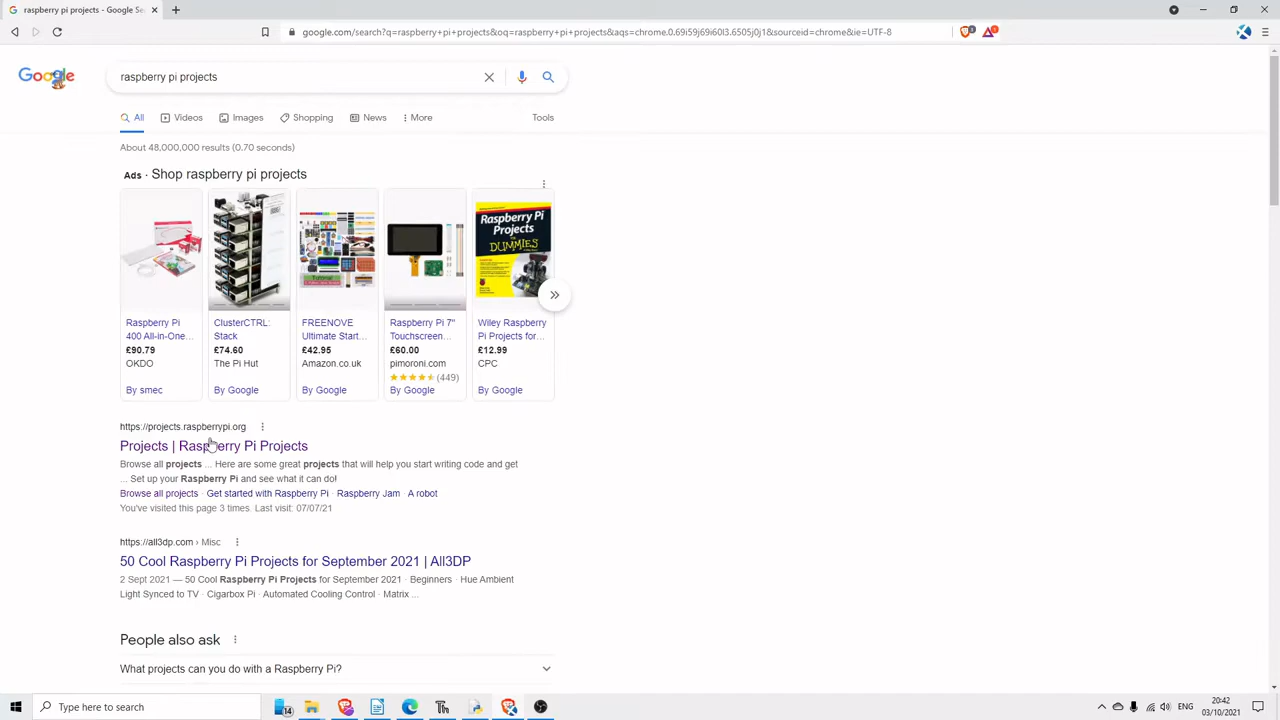 raspberry pi projects - Google Se
google.com/search?q=raspberry+pi+projects&oq=raspberry+pi+projects&aqs=chrome.0.69i59j69i60l3.6505j0j1&sourceid=chrome&ie=UTF-8
Google
raspberry pi projects
All
Videos
Images
Shopping
News
More
Tools
About 48,000,000 results (0.70 seconds)
Ads · Shop raspberry pi projects
Raspberry Pi
Projects
FOR
DUMMIES
Raspberry Pi
400 All-in-One...
£90.79
OKDO
By smec
ClusterCTRL:
Stack
£74.60
The Pi Hut
By Google
FREENOVE
Ultimate Start...
£42.95
Amazon.co.uk
By Google
Raspberry Pi 7"
Touchscreen...
£60.00
pimoroni.com
(449)
By Google
Wiley Raspberry
Pi Projects for...
£12.99
CPC
By Google
https://projects.raspberrypi.org
Projects | Raspberry Pi Projects
Browse all projects ... Here are some great projects that will help you start writing code and get
... Set up your Raspberry Pi and see what it can do!
Browse all projects · Get started with Raspberry Pi · Raspberry Jam · A robot
You've visited this page 3 times. Last visit: 07/07/21
https://all3dp.com › Misc
50 Cool Raspberry Pi Projects for September 2021 | All3DP
2 Sept 2021 — 50 Cool Raspberry Pi Projects for September 2021 · Beginners · Hue Ambient
Light Synced to TV · Cigarbox Pi · Automated Cooling Control · Matrix ...
People also ask
What projects can you do with a Raspberry Pi?
Type here to search
14
Th
ENG
20:42
03/10/2021